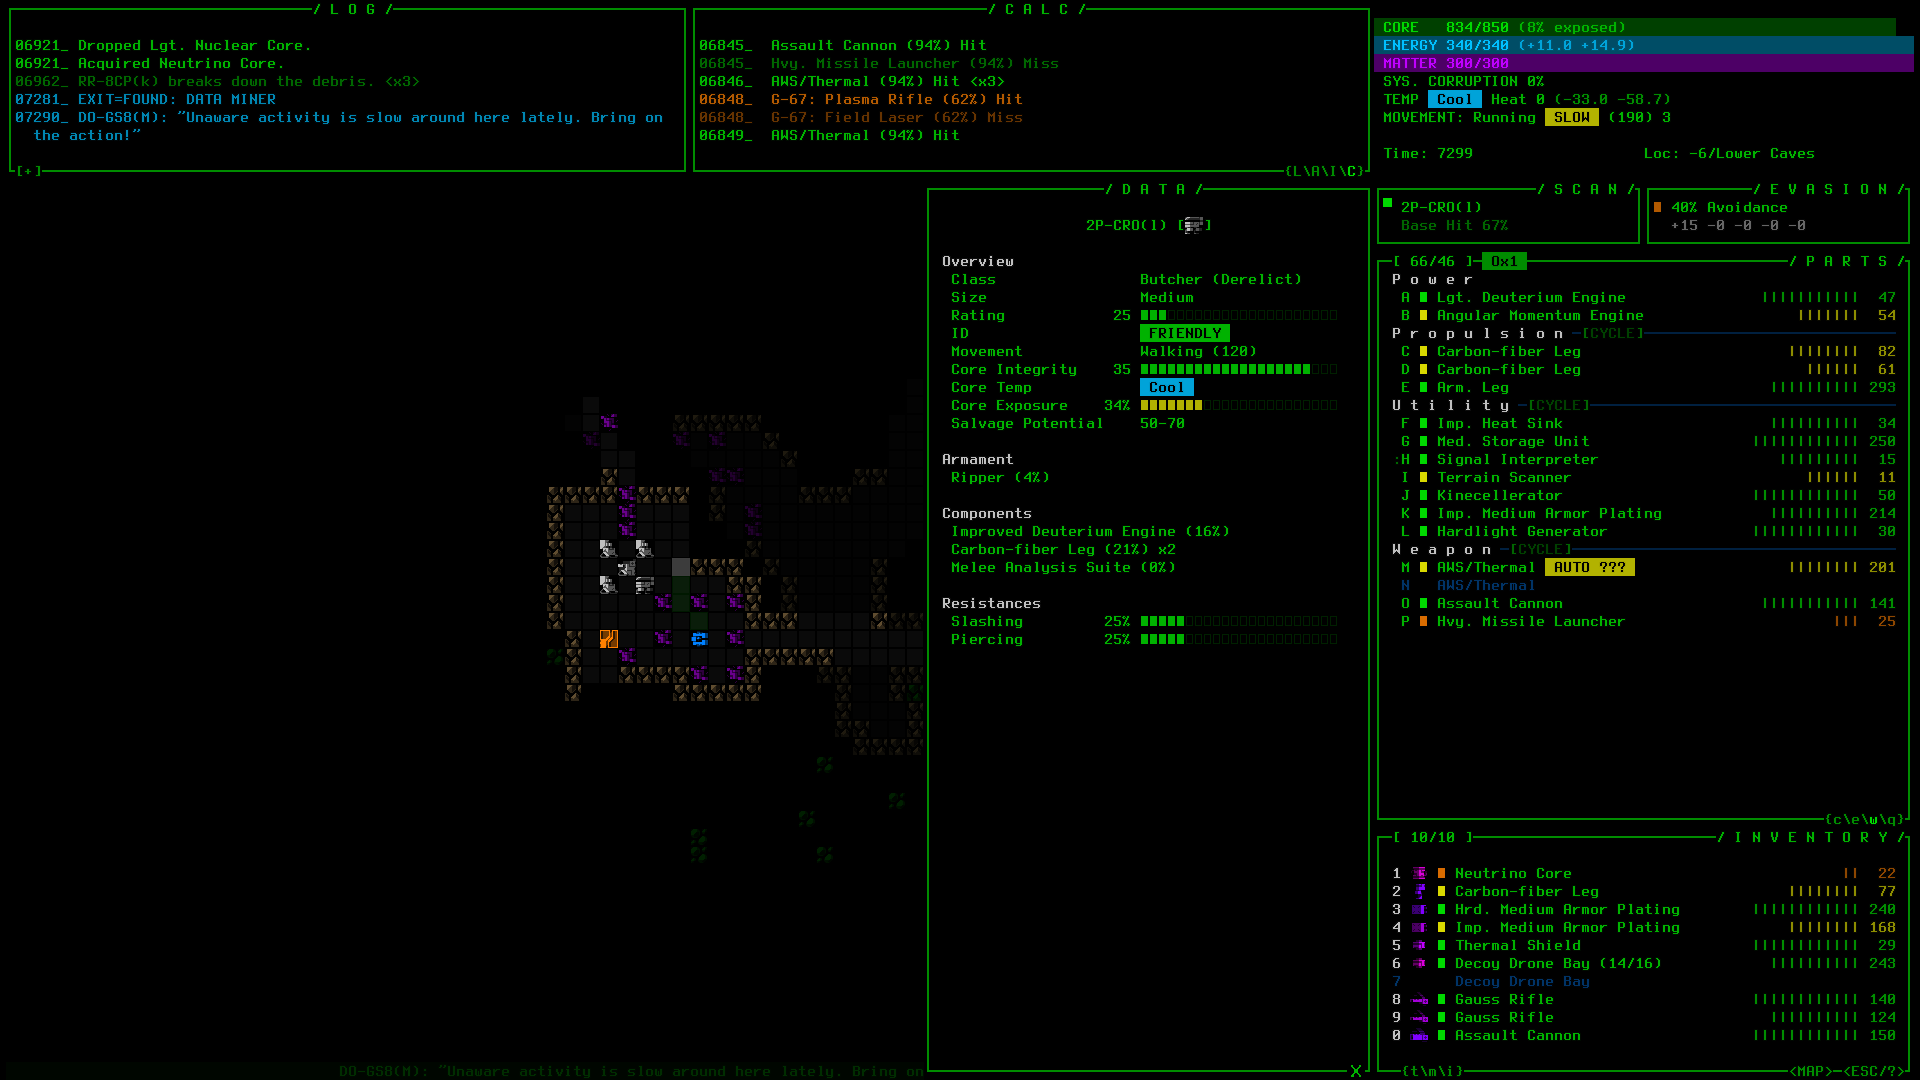 / L O G /
06921_ Dropped Lgt. Nuclear Core.
06921_ Acquired Neutrino Core.
06962_ RR-8CP(k) breaks down the debris. <x3>
07281_ EXIT=FOUND: DATA MINER
07290_ DO-GS8(M): "Unaware activity is slow around here lately. Bring on
the action!"
[+]
/ C A L C /
06845_ Assault Cannon (94%) Hit
06845_ Hvy. Missile Launcher (94%) Miss
06846_ AWS/Thermal (94%) Hit <x3>
06848_ G-67: Plasma Rifle (62%) Hit
06848_ G-67: Field Laser (62%) Miss
06849_ AWS/Thermal (94%) Hit
{L\A\I\C}
CORE 834/850 (8% exposed)
ENERGY 340/340 (+11.0 +14.9)
MATTER 300/300
SYS. CORRUPTION 0%
TEMP Cool Heat 0 (-33.0 -58.7)
MOVEMENT: Running SLOW (190) 3
Time: 7299 Loc: -6/Lower Caves
/ D A T A /
2P-CRO(l) [ ]
Overview
Class Butcher (Derelict)
Size Medium
Rating 25
ID FRIENDLY
Movement Walking (120)
Core Integrity 35
Core Temp Cool
Core Exposure 34%
Salvage Potential 50-70
Armament
Ripper (4%)
Components
Improved Deuterium Engine (16%)
Carbon-fiber Leg (21%) x2
Melee Analysis Suite (0%)
Resistances
Slashing 25%
Piercing 25%
X
/ S C A N /
2P-CRO(l)
Base Hit 67%
/ E V A S I O N /
40% Avoidance
+15 -0 -0 -0 -0
[ 66/46 ] 0x1 / P A R T S /
P o w e r
A Lgt. Deuterium Engine 47
B Angular Momentum Engine 54
P r o p u l s i o n [CYCLE]
C Carbon-fiber Leg 82
D Carbon-fiber Leg 61
E Arm. Leg 293
U t i l i t y [CYCLE]
F Imp. Heat Sink 34
G Med. Storage Unit 250
:H Signal Interpreter 15
I Terrain Scanner 11
J Kinecellerator 50
K Imp. Medium Armor Plating 214
L Hardlight Generator 30
W e a p o n [CYCLE]
M AWS/Thermal AUTO ??? 201
N AWS/Thermal
O Assault Cannon 141
P Hvy. Missile Launcher 25
{c\e\w\q}
[ 10/10 ] / I N V E N T O R Y /
1 Neutrino Core 22
2 Carbon-fiber Leg 77
3 Hrd. Medium Armor Plating 240
4 Imp. Medium Armor Plating 168
5 Thermal Shield 29
6 Decoy Drone Bay (14/16) 243
7 Decoy Drone Bay
8 Gauss Rifle 140
9 Gauss Rifle 124
0 Assault Cannon 150
{t\m\i} <MAP> <ESC/?>
DO-GS8(M): "Unaware activity is slow around here lately. Bring on